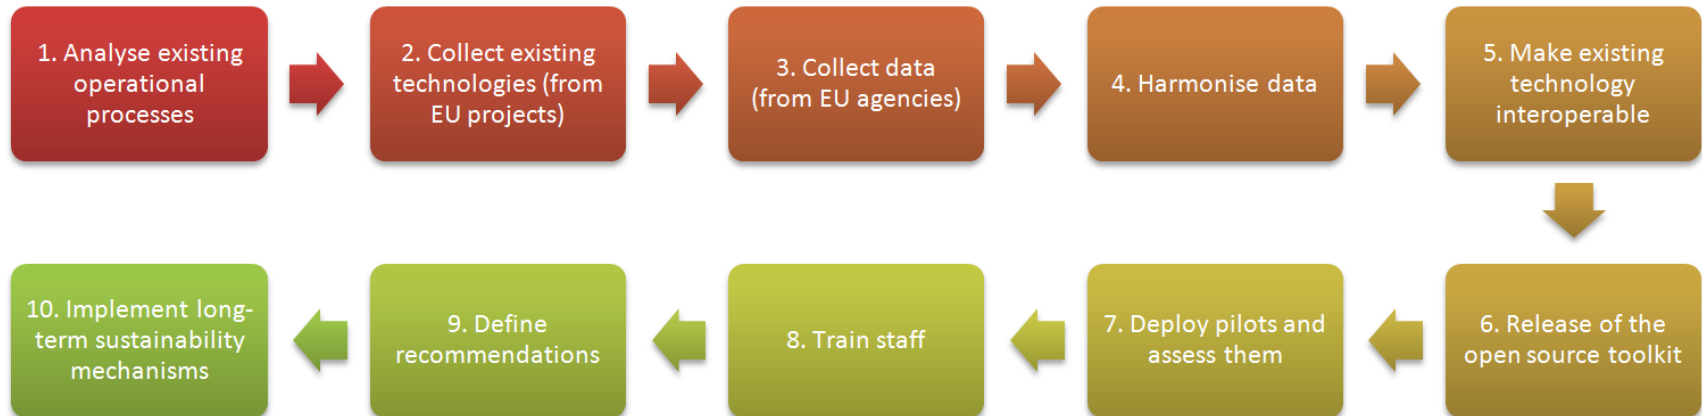 1. Analyse existing
operational
processes
2. Collect existing
technologies (from
EU projects)
3. Collect data
(from EU agencies)
4. Harmonise data
5. Make existing
technology
interoperable
6. Release of the
open source toolkit
7. Deploy pilots and
assess them
8. Train staff
9. Define
recommendations
10. Implement long-
term sustainability
mechanisms